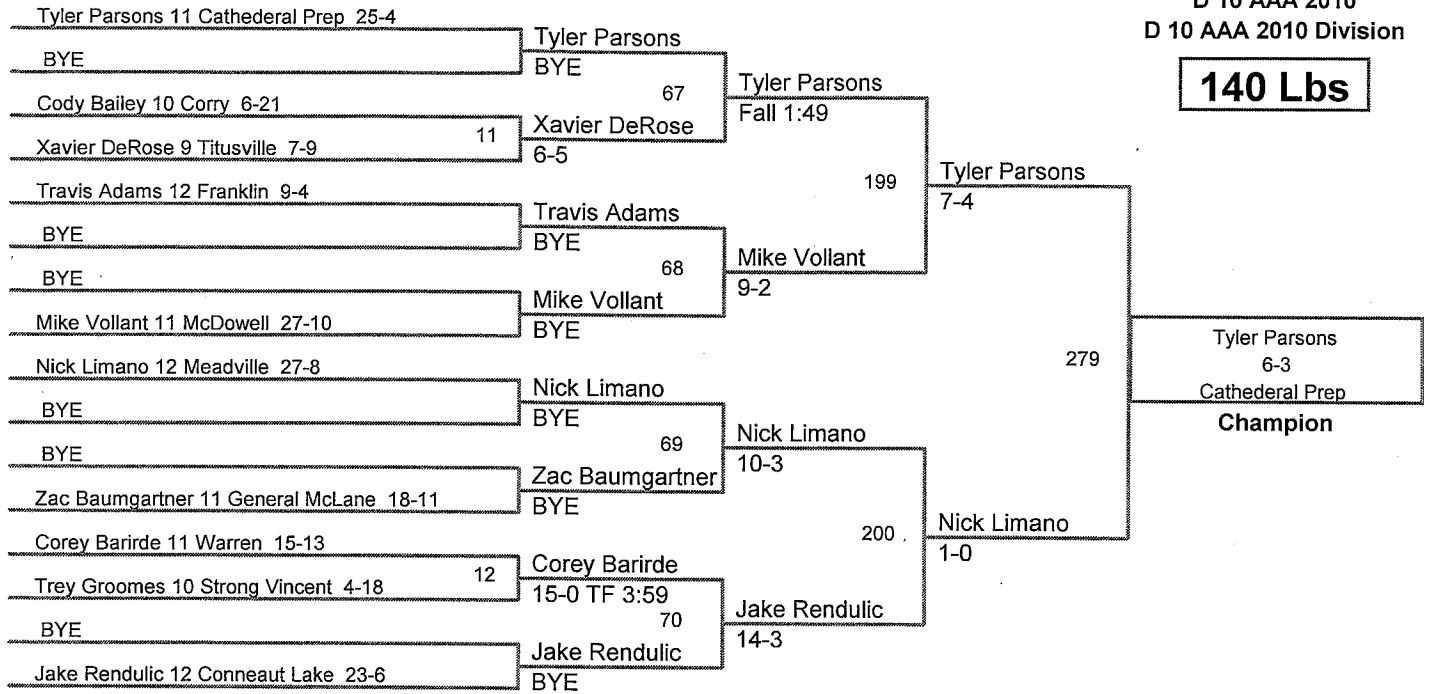 D 10 AAA 2010
D 10 AAA 2010 Division
140 Lbs
Tyler Parsons 11 Cathederal Prep 25-4
BYE
Cody Bailey 10 Corry 6-21
Xavier DeRose 9 Titusville 7-9
Travis Adams 12 Franklin 9-4
BYE
BYE
Mike Vollant 11 McDowell 27-10
Nick Limano 12 Meadville 27-8
BYE
BYE
Zac Baumgartner 11 General McLane 18-11
Corey Barirde 11 Warren 15-13
Trey Groomes 10 Strong Vincent 4-18
BYE
Jake Rendulic 12 Conneaut Lake 23-6
11
12
Tyler Parsons
BYE
Xavier DeRose
6-5
Travis Adams
BYE
Mike Vollant
BYE
Nick Limano
BYE
Zac Baumgartner
BYE
Corey Barirde
15-0 TF 3:59
Jake Rendulic
BYE
67
68
69
70
Tyler Parsons
Fall 1:49
Mike Vollant
9-2
Nick Limano
10-3
Jake Rendulic
14-3
199
200
Tyler Parsons
7-4
Nick Limano
1-0
279
Tyler Parsons
6-3
Cathederal Prep
Champion